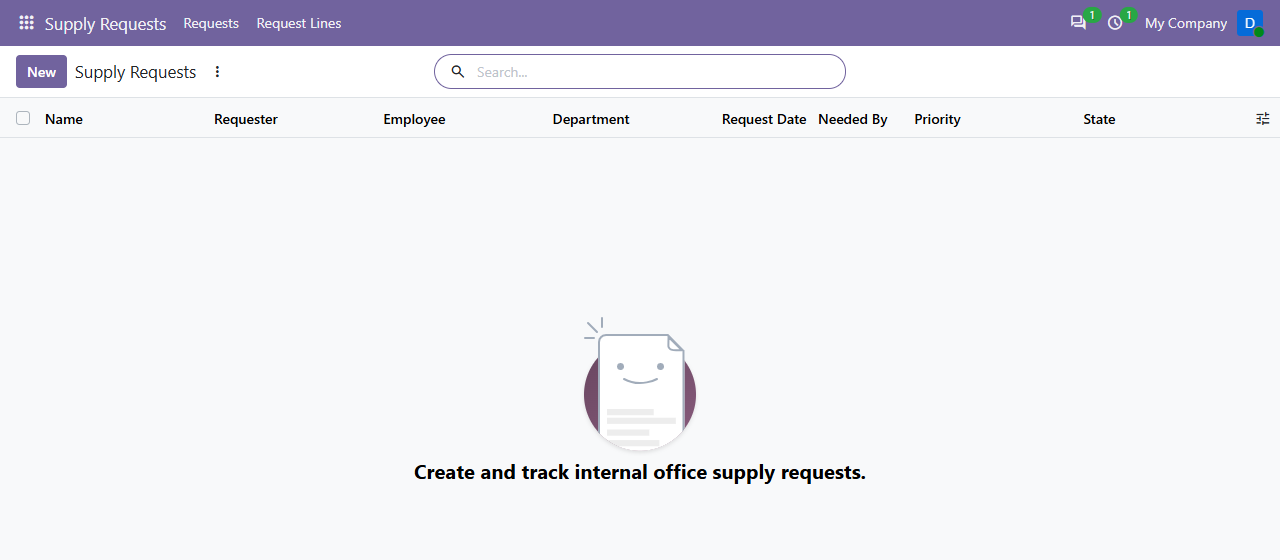 Supply Requests Requests Request Lines 1 1 My Company D
New Supply Requests Search...
Name Requester Employee Department Request Date Needed By Priority State
Create and track internal office supply requests.